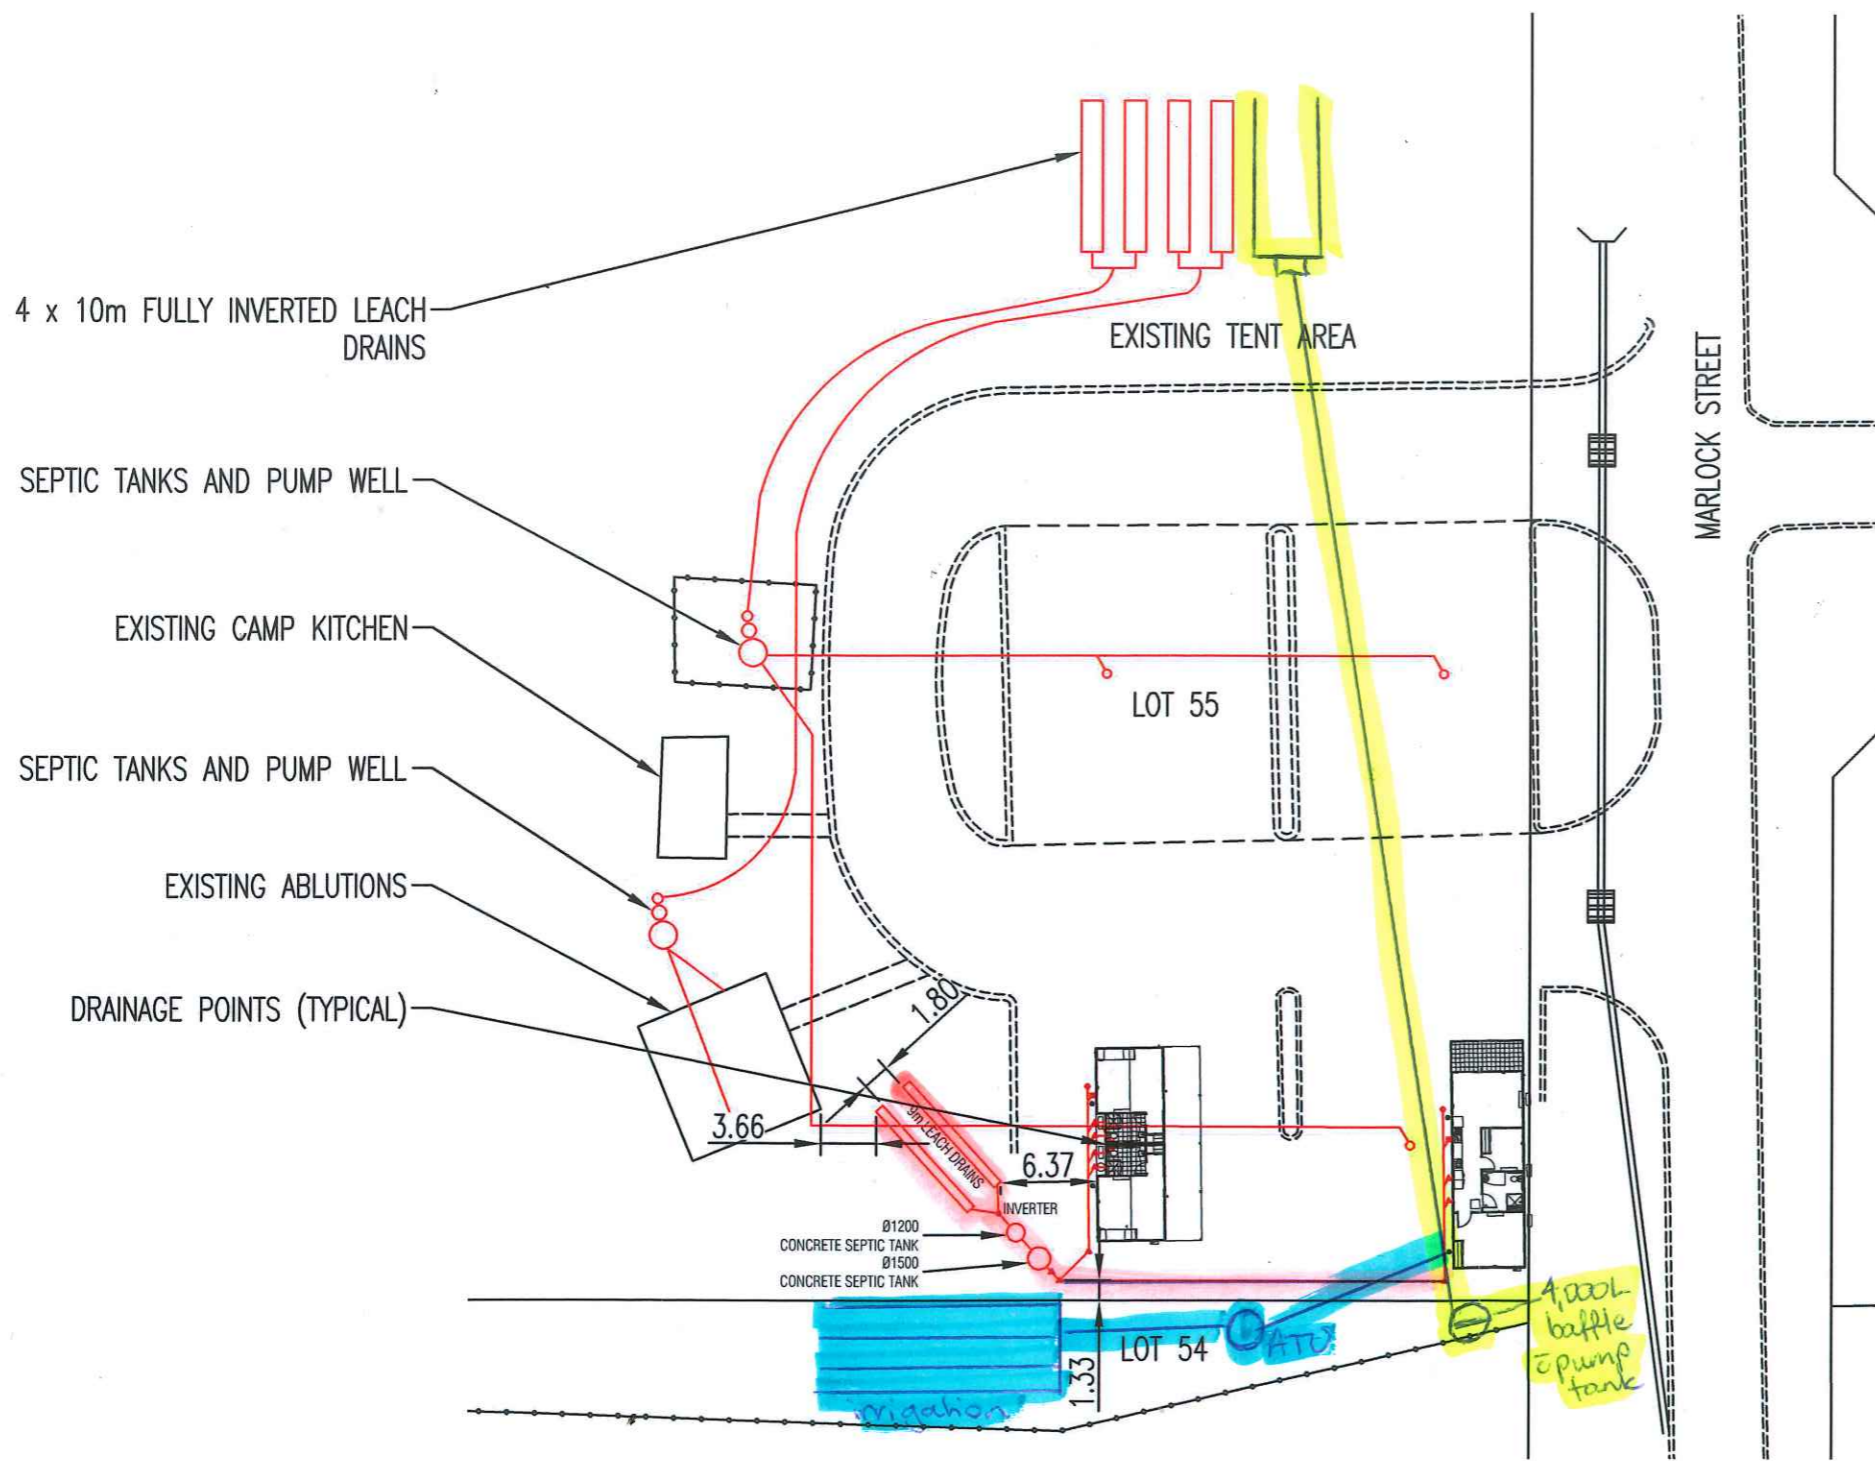 4 x 10m FULLY INVERTED LEACH
DRAINS
EXISTING TENT AREA
MARLOCK STREET
SEPTIC TANKS AND PUMP WELL
EXISTING CAMP KITCHEN
LOT 55
SEPTIC TANKS AND PUMP WELL
EXISTING ABLUTIONS
DRAINAGE POINTS (TYPICAL)
1.80
3.66
9m LEACH DRAINS
6.37
INVERTER
Ø1200
CONCRETE SEPTIC TANK
Ø1500
CONCRETE SEPTIC TANK
LOT 54
1.33
ATU
irrigation
4,000L
baffle
c̄ pump
tank